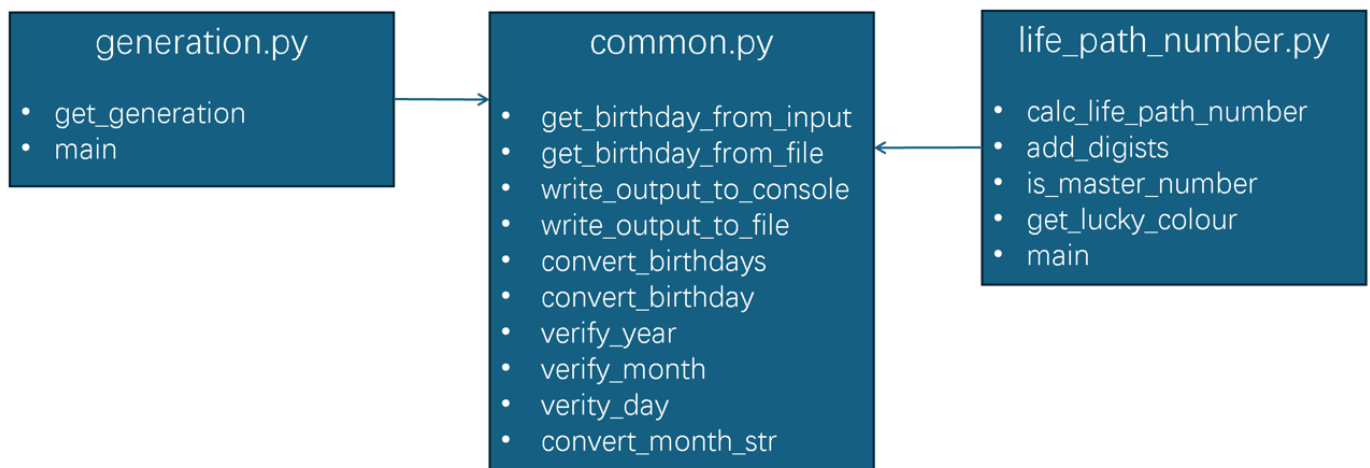 generation.py
• get_generation
• main
common.py
• get_birthday_from_input
• get_birthday_from_file
• write_output_to_console
• write_output_to_file
• convert_birthdays
• convert_birthday
• verify_year
• verify_month
• verity_day
• convert_month_str
life_path_number.py
• calc_life_path_number
• add_digists
• is_master_number
• get_lucky_colour
• main